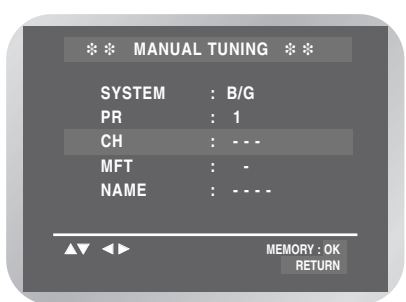 ❇❇ MANUAL TUNING ❇❇
SYSTEM : B/G
PR : 1
CH : - - -
MFT : -
NAME : - - - -
▲▼ ◀▶ MEMORY : OK
RETURN